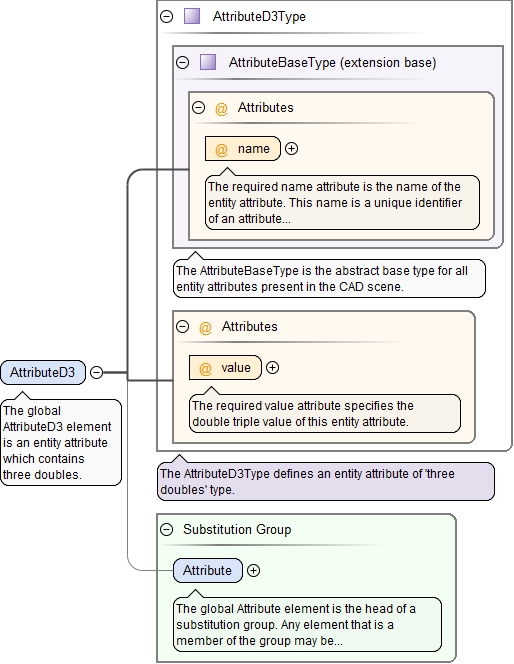 AttributeD3Type
AttributeBaseType (extension base)
@ Attributes
@ name
The required name attribute is the name of the
entity attribute. This name is a unique identifier
of an attribute...
The AttributeBaseType is the abstract base type for all
entity attributes present in the CAD scene.
@ Attributes
@ value
The required value attribute specifies the
double triple value of this entity attribute.
AttributeD3
The global
AttributeD3 element
is an entity attribute
which contains
three doubles.
The AttributeD3Type defines an entity attribute of 'three
doubles' type.
Substitution Group
Attribute
The global Attribute element is the head of a
substitution group. Any element that is a
member of the group may be...